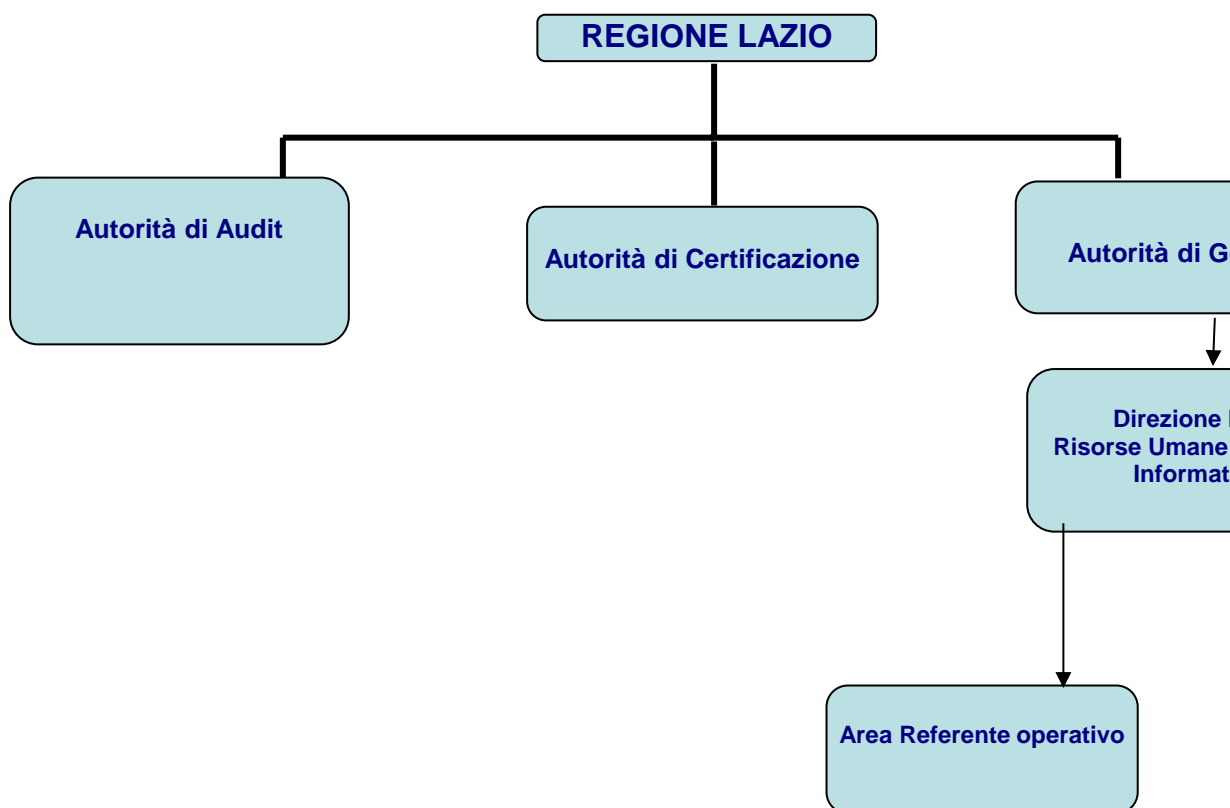 REGIONE LAZIO
Autorità di Audit
Autorità di Certificazione
Autorità di G
Direzione
Risorse Umane
Informat
Area Referente operativo